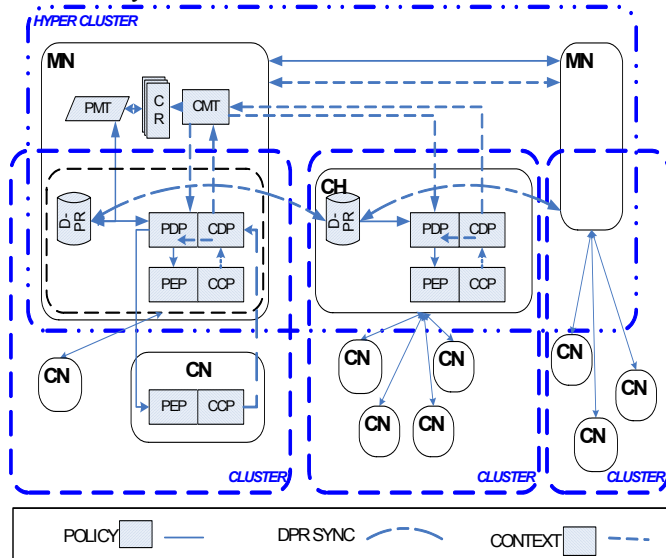 HYPER CLUSTER
MN
MN
PMT
C
R
CMT
CH
D-
PR
PDP
CDP
PEP
CCP
D-
PR
PDP
CDP
PEP
CCP
CN
CN
PEP
CCP
CN
CN
CN
CN
CN
CN
CN
CLUSTER
CLUSTER
CLUSTER
POLICY
DPR SYNC
CONTEXT